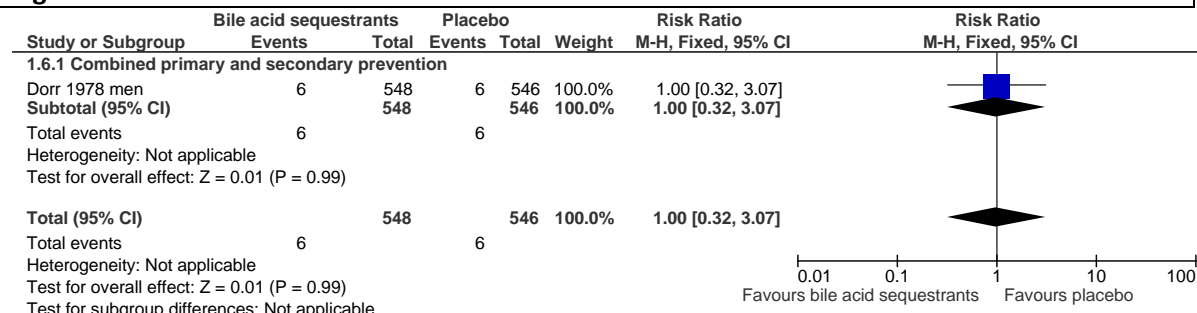 Bile acid sequestrants Placebo Risk Ratio Risk Ratio
Study or Subgroup Events Total Events Total Weight M-H, Fixed, 95% CI M-H, Fixed, 95% CI
1.6.1 Combined primary and secondary prevention
Dorr 1978 men 6 548 6 546 100.0% 1.00 [0.32, 3.07]
Subtotal (95% CI) 548 546 100.0% 1.00 [0.32, 3.07]
Total events 6 6
Heterogeneity: Not applicable
Test for overall effect: Z = 0.01 (P = 0.99)
Total (95% CI) 548 546 100.0% 1.00 [0.32, 3.07]
Total events 6 6
Heterogeneity: Not applicable
Test for overall effect: Z = 0.01 (P = 0.99)
Test for subgroup differences: Not applicable
0.01 0.1 1 10 100
Favours bile acid sequestrants Favours placebo